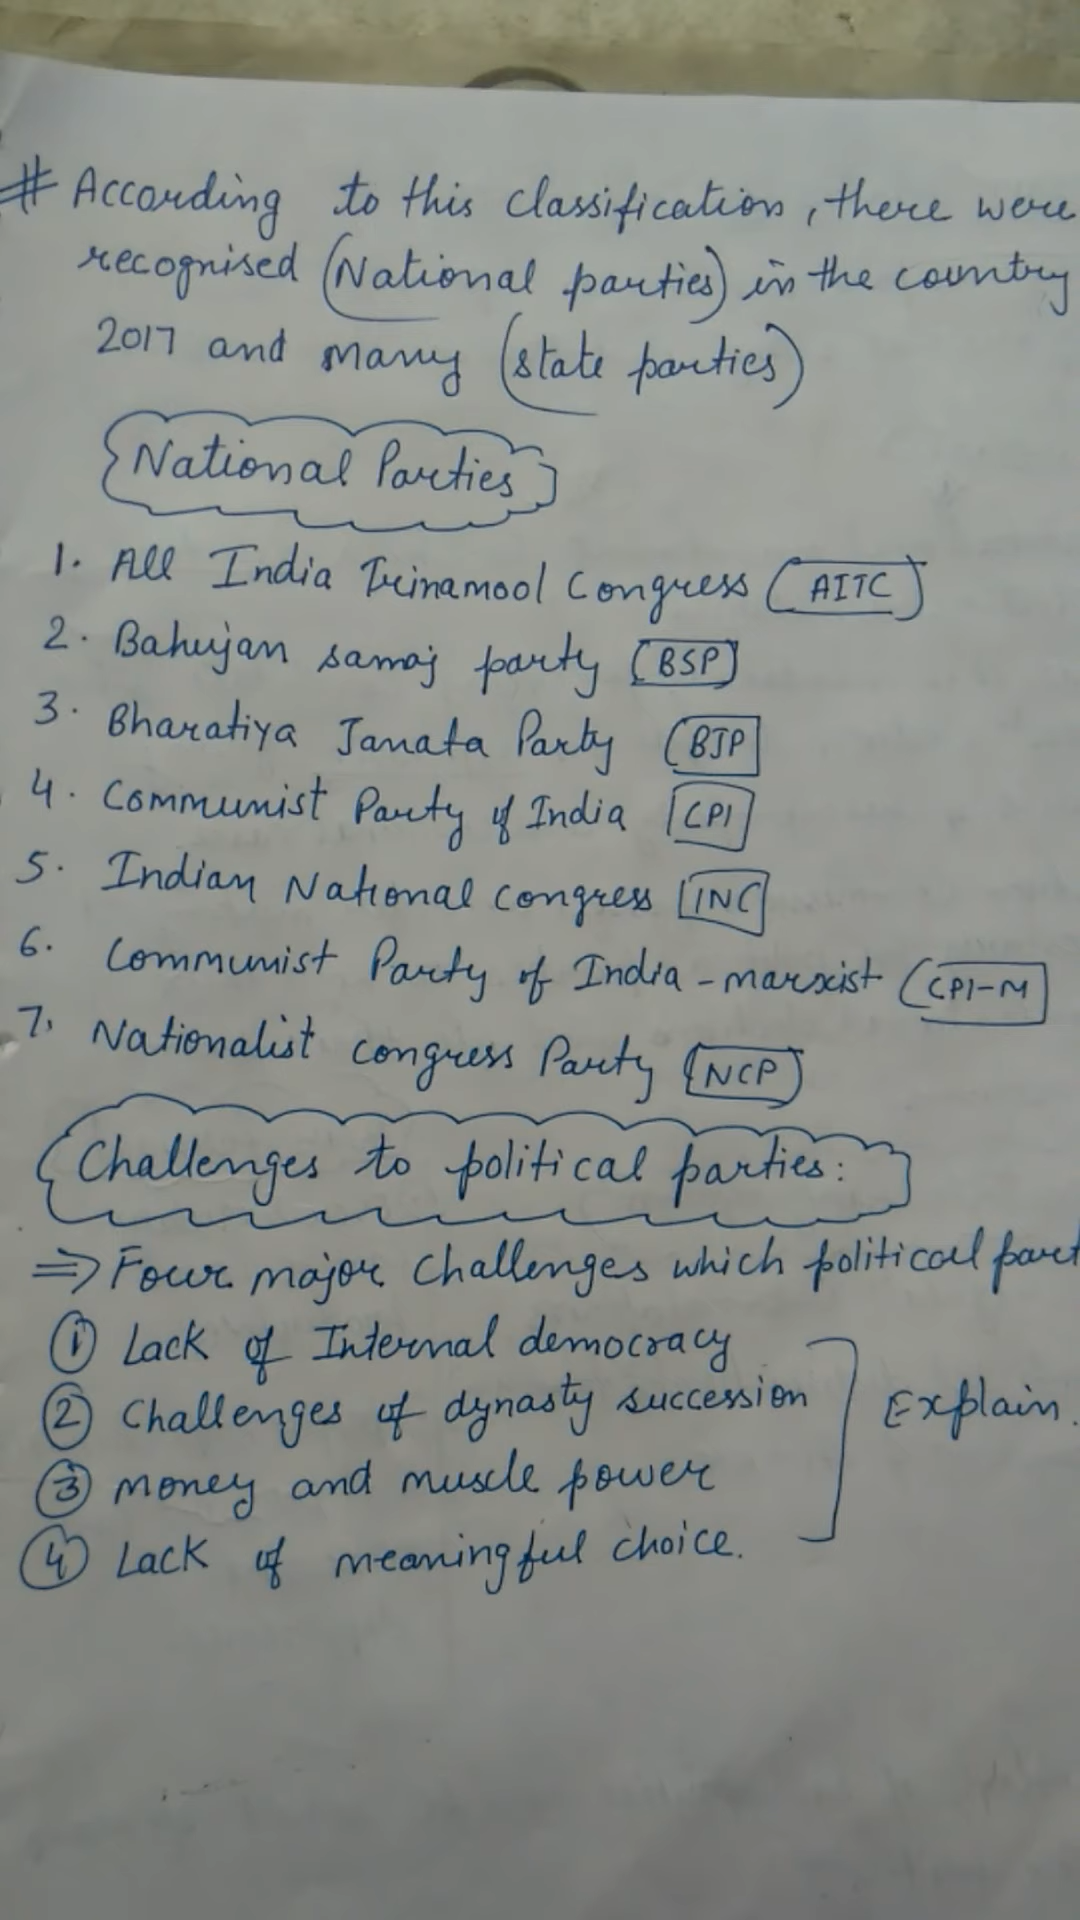 # According to this classification, there were
recognised (National parties) in the country
2017 and many (state parties)
National Parties
1. All India Trinamool Congress (AITC)
2. Bahujan samaj party (BSP)
3. Bharatiya Janata Party (BJP)
4. Communist Party of India [CPI]
5. Indian National congress [INC]
6. Communist Party of India - marxist (CPI-M)
7. Nationalist congress Party (NCP)
Challenges to political parties:
⇒ Four major challenges which political part
① Lack of Internal democracy
② Challenges of dynasty succession
Explain.
③ money and muscle power
④ Lack of meaningful choice.